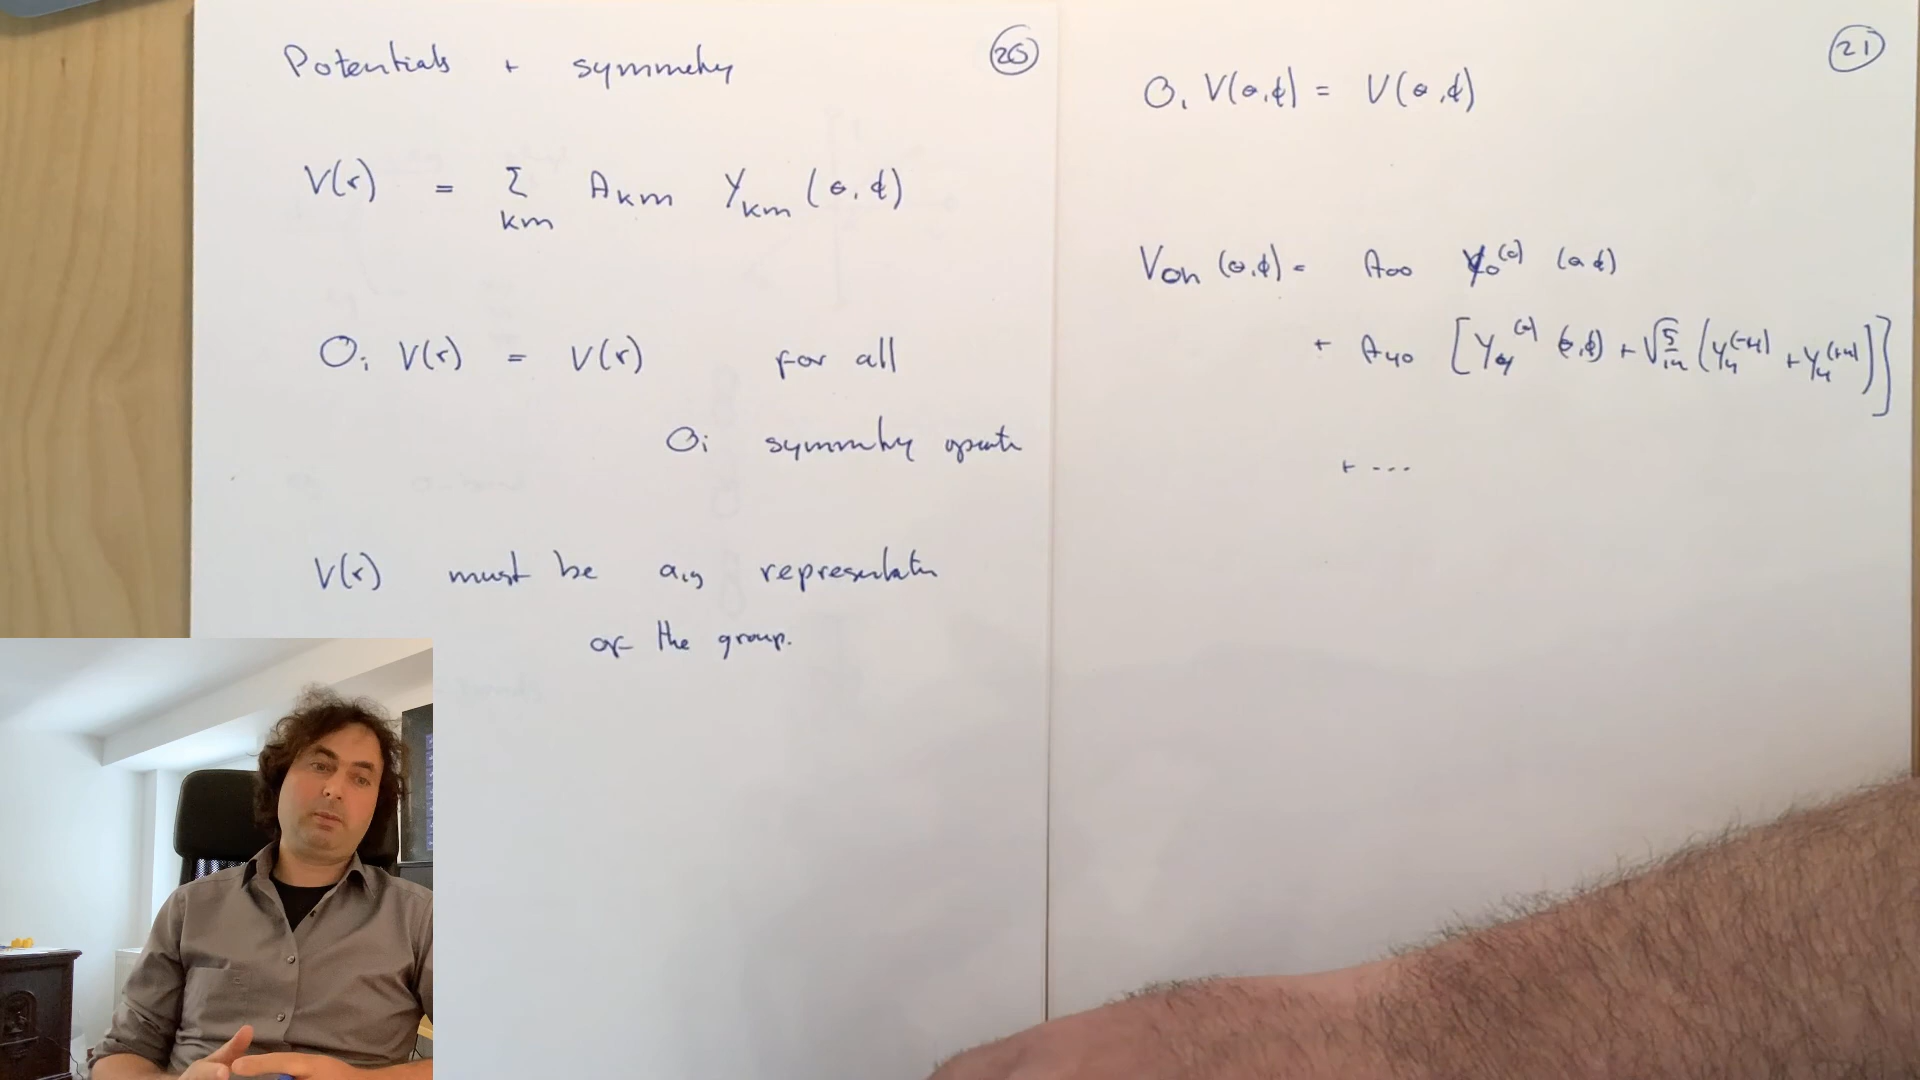 Potentials + symmetry
20
V(r) = Σ A_km Y_km (θ,ϕ)
km
O_i V(r) = V(r) for all
O_i symmetry
V(r) must be a_1g representation
of the group.
21
O_i V(θ,ϕ) = V(θ,ϕ)
V_Oh (θ,ϕ) = A_00 Y_0^(0) (θ,ϕ)
+ A_40 [Y_4^(0) (θ,ϕ) + √5/14 (Y_4^(-4) + Y_4^(+4))]
+ ...